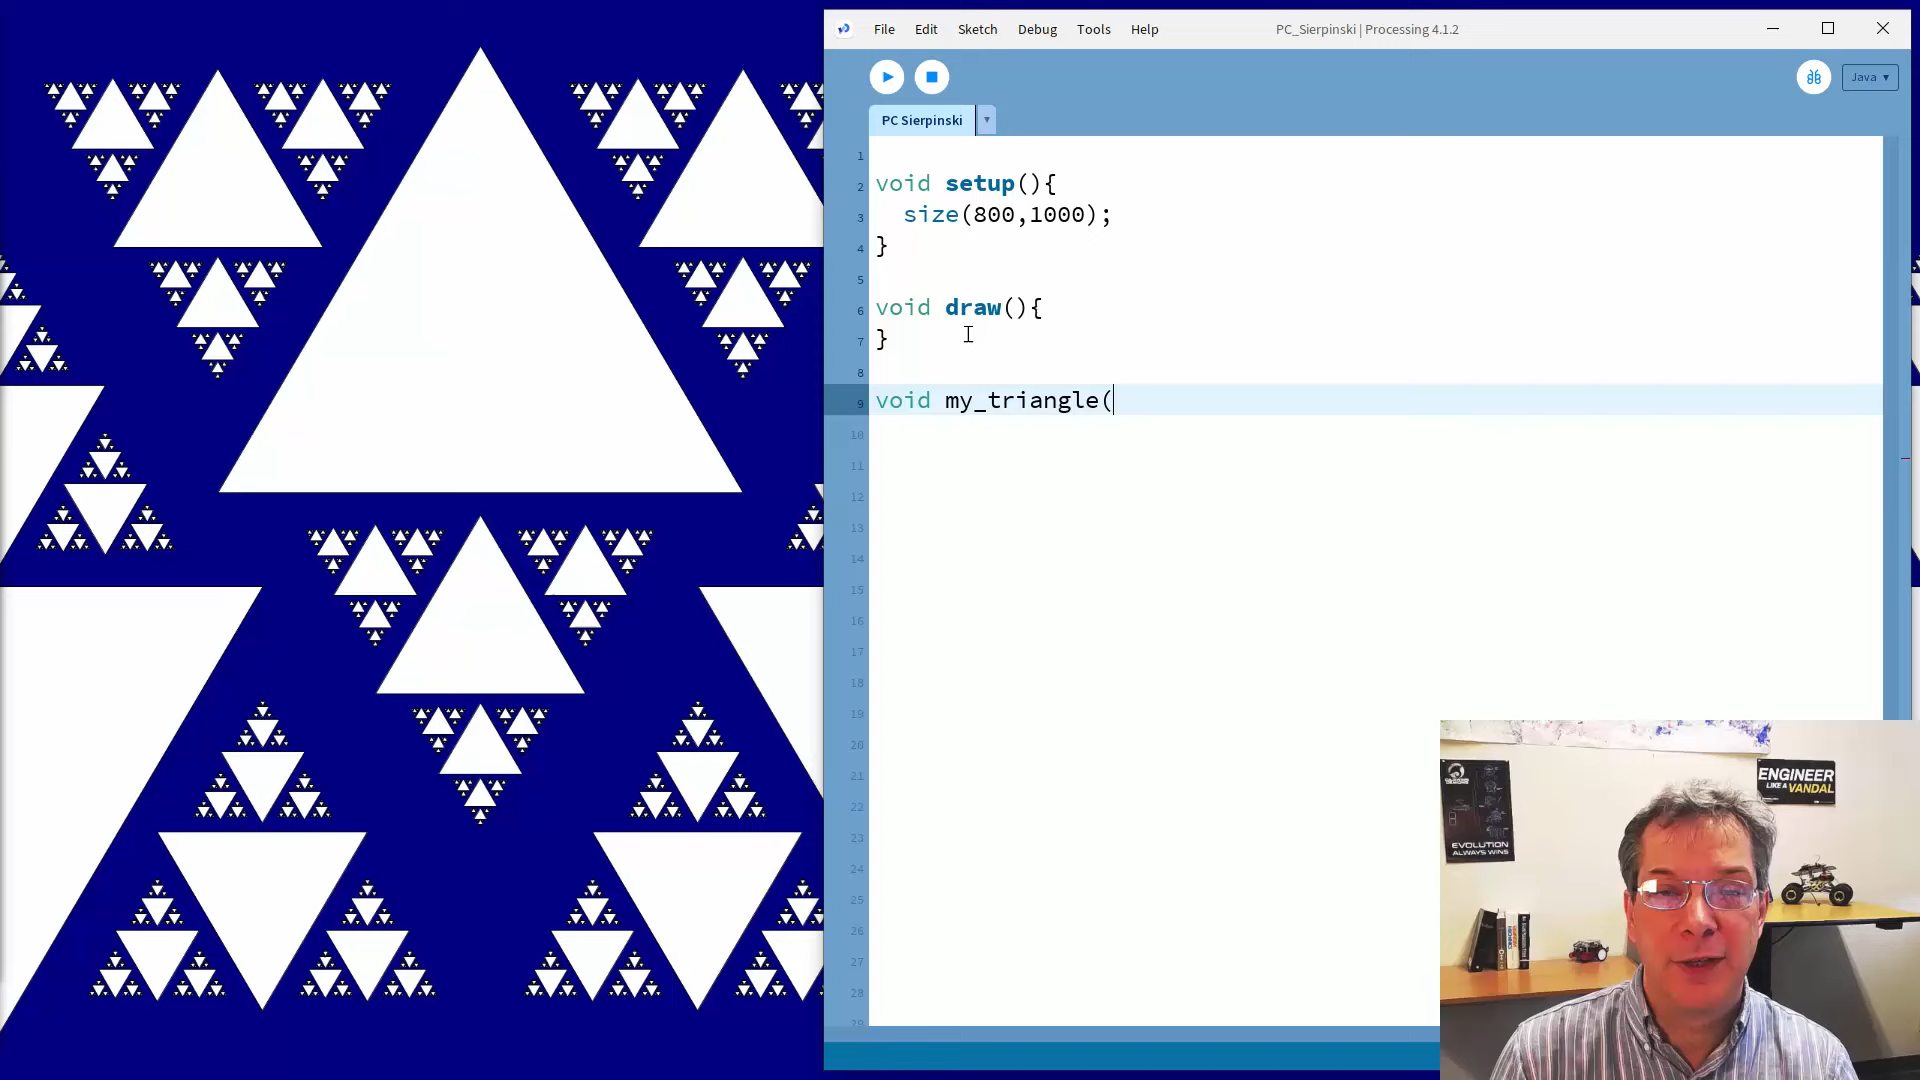 File Edit Sketch Debug Tools Help PC_Sierpinski | Processing 4.1.2
Java
PC Sierpinski
1
2 void setup(){
3 size(800,1000);
4 }
5
6 void draw(){
7 }
8
9 void my_triangle(
10
11
12
13
14
15
16
17
18
19
20
21
22
23
24
25
26
27
28
29
ENGINEER
LIKE A VANDAL
EVOLUTION
ALWAYS WINS